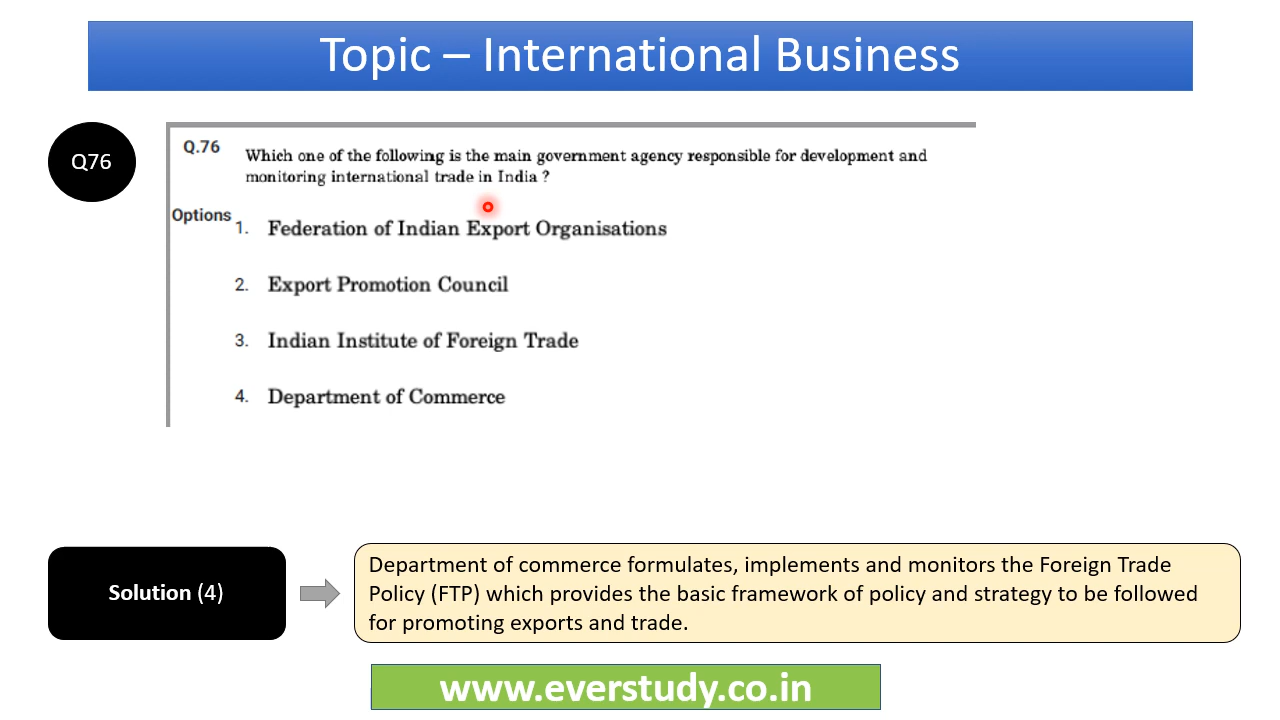 Topic – International Business
Q76
Q.76
Which one of the following is the main government agency responsible for development and
monitoring international trade in India ?
Options
1. Federation of Indian Export Organisations
2. Export Promotion Council
3. Indian Institute of Foreign Trade
4. Department of Commerce
Solution (4)
Department of commerce formulates, implements and monitors the Foreign Trade
Policy (FTP) which provides the basic framework of policy and strategy to be followed
for promoting exports and trade.
www.everstudy.co.in